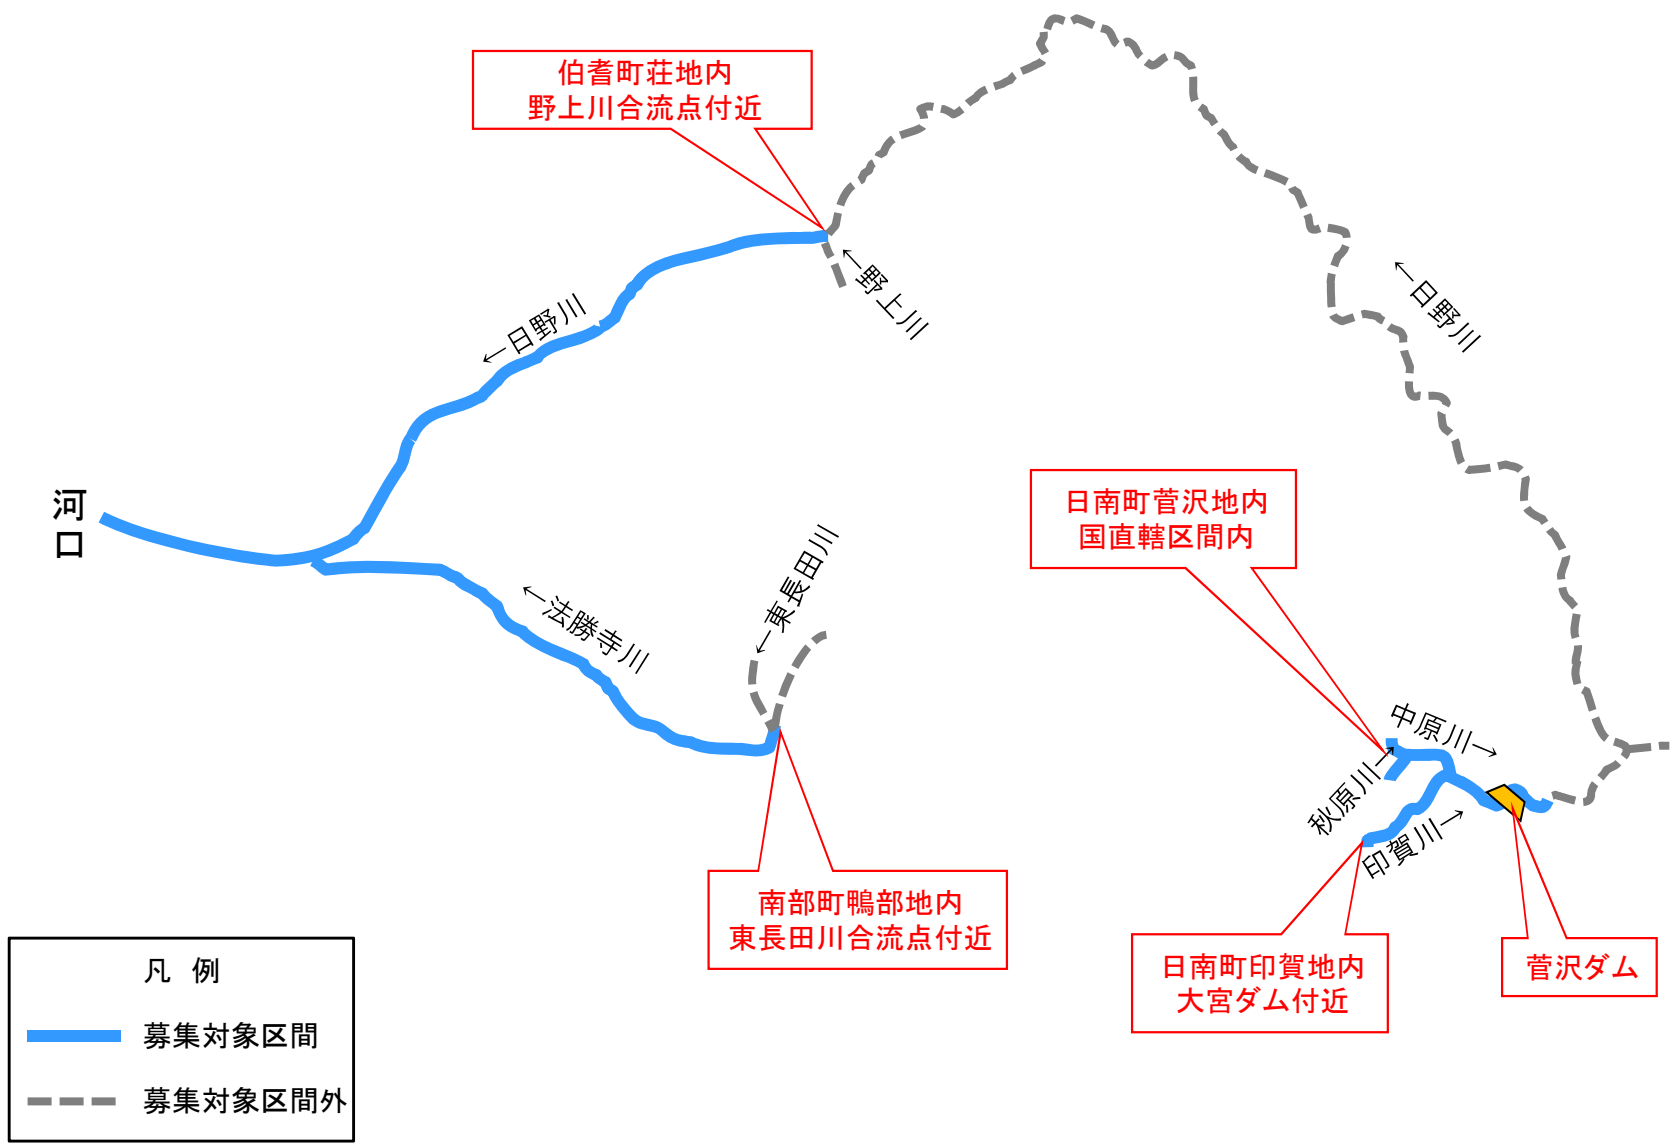 伯耆町荘地内
野上川合流点付近
←野上川
←日野川
←日野川
河
口
日南町菅沢地内
国直轄区間内
←東長田川
←法勝寺川
中原川→
秋原川→
印賀川→
南部町鴨部地内
東長田川合流点付近
日南町印賀地内
大宮ダム付近
菅沢ダム
凡 例
募集対象区間
募集対象区間外